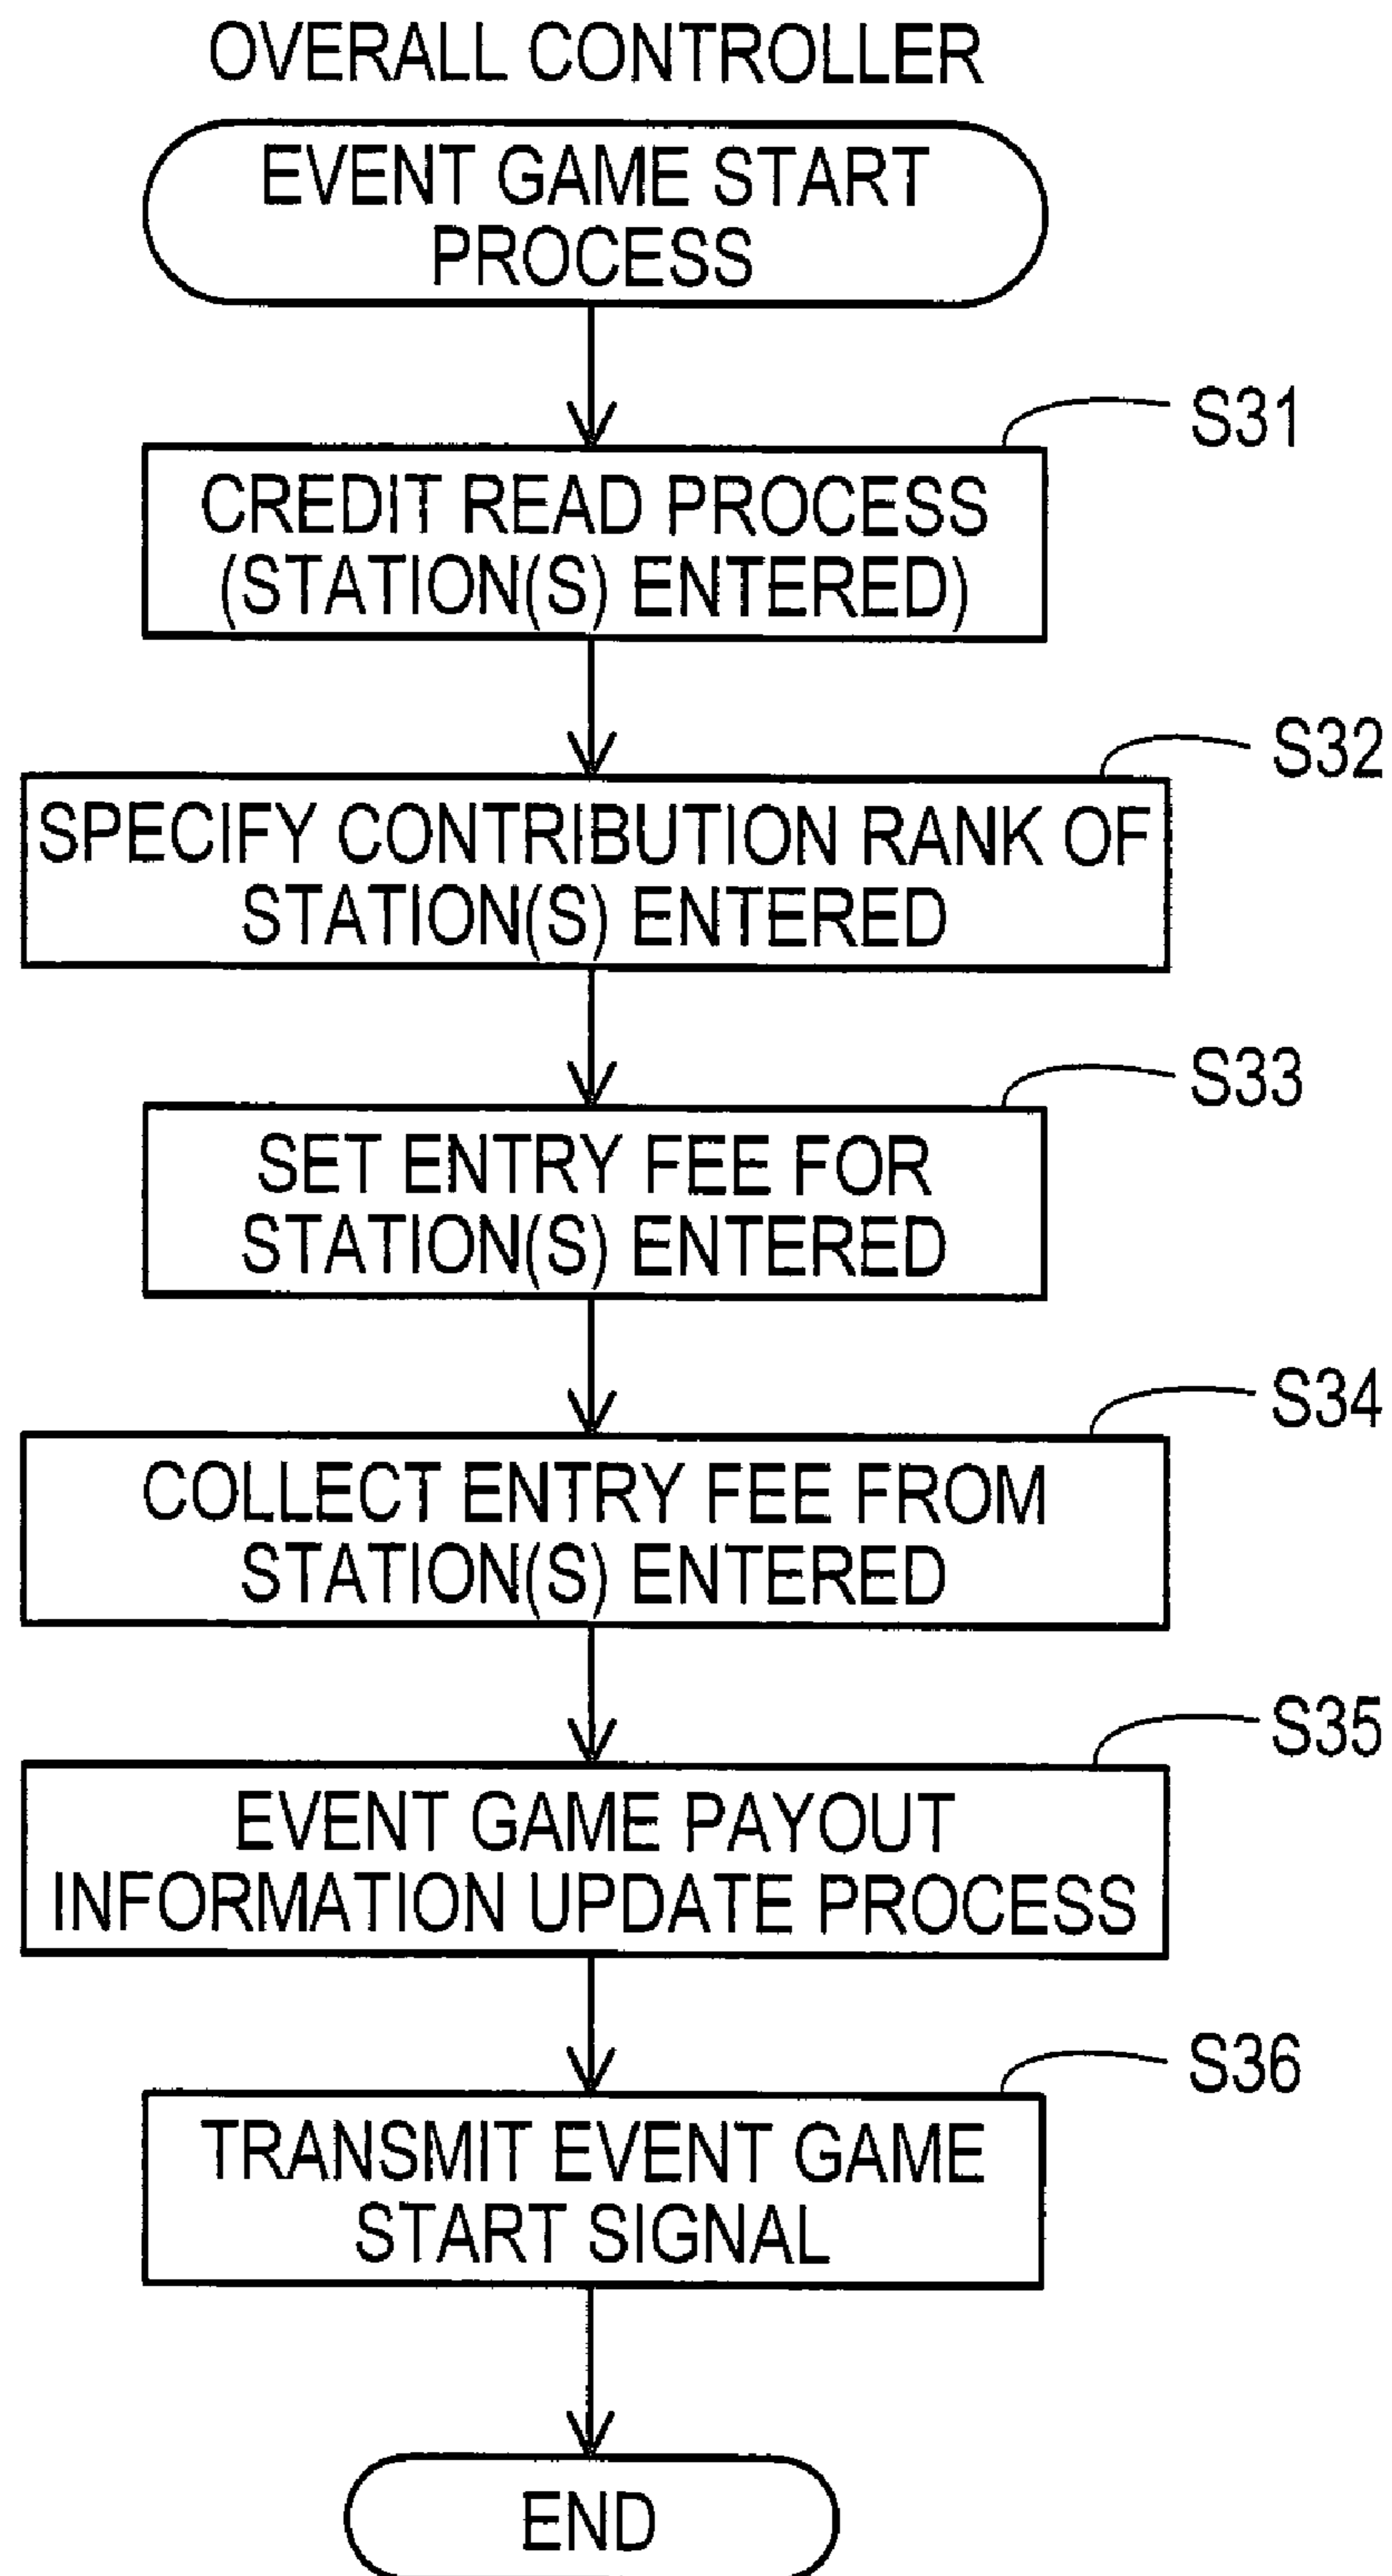 OVERALL CONTROLLER
EVENT GAME START
PROCESS
S31
CREDIT READ PROCESS
(STATION(S) ENTERED)
S32
SPECIFY CONTRIBUTION RANK OF
STATION(S) ENTERED
S33
SET ENTRY FEE FOR
STATION(S) ENTERED
S34
COLLECT ENTRY FEE FROM
STATION(S) ENTERED
S35
EVENT GAME PAYOUT
INFORMATION UPDATE PROCESS
S36
TRANSMIT EVENT GAME
START SIGNAL
END